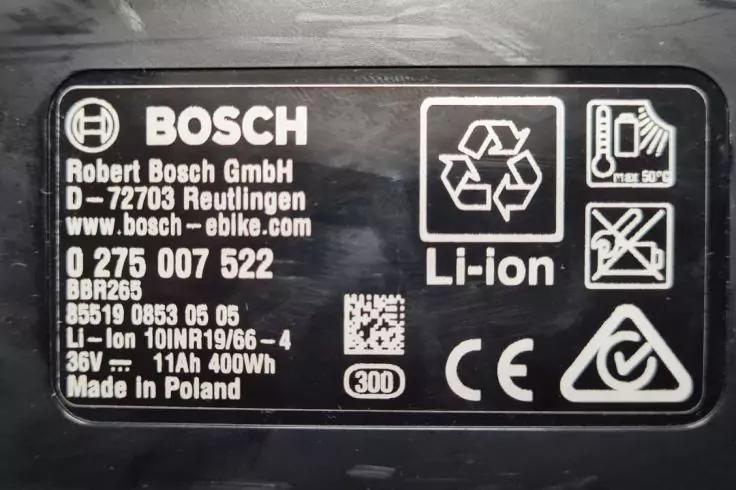 BOSCH
Robert Bosch GmbH
D-72703 Reutlingen
www.bosch-ebike.com
0 275 007 522
BBR265
85519 0853 05 05
Li-Ion 10INR19/66-4
36V 11Ah 400Wh
Made in Poland
300
Li-ion
max 50°C
CE